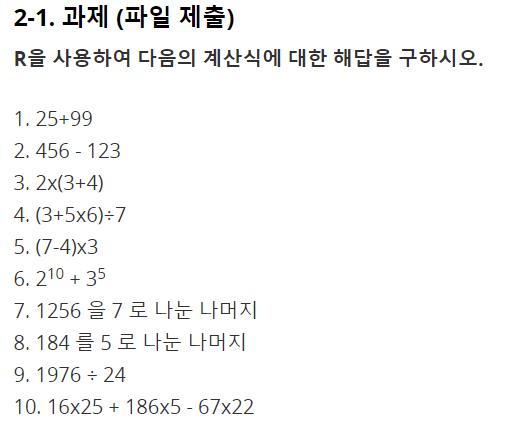 2-1. 과제 (파일 제출)
R을 사용하여 다음의 계산식에 대한 해답을 구하시오.
1. 25+99
2. 456 - 123
3. 2x(3+4)
4. (3+5x6)÷7
5. (7-4)x3
6. 2¹⁰ + 3⁵
7. 1256 을 7 로 나눈 나머지
8. 184 를 5 로 나눈 나머지
9. 1976 ÷ 24
10. 16x25 + 186x5 - 67x22